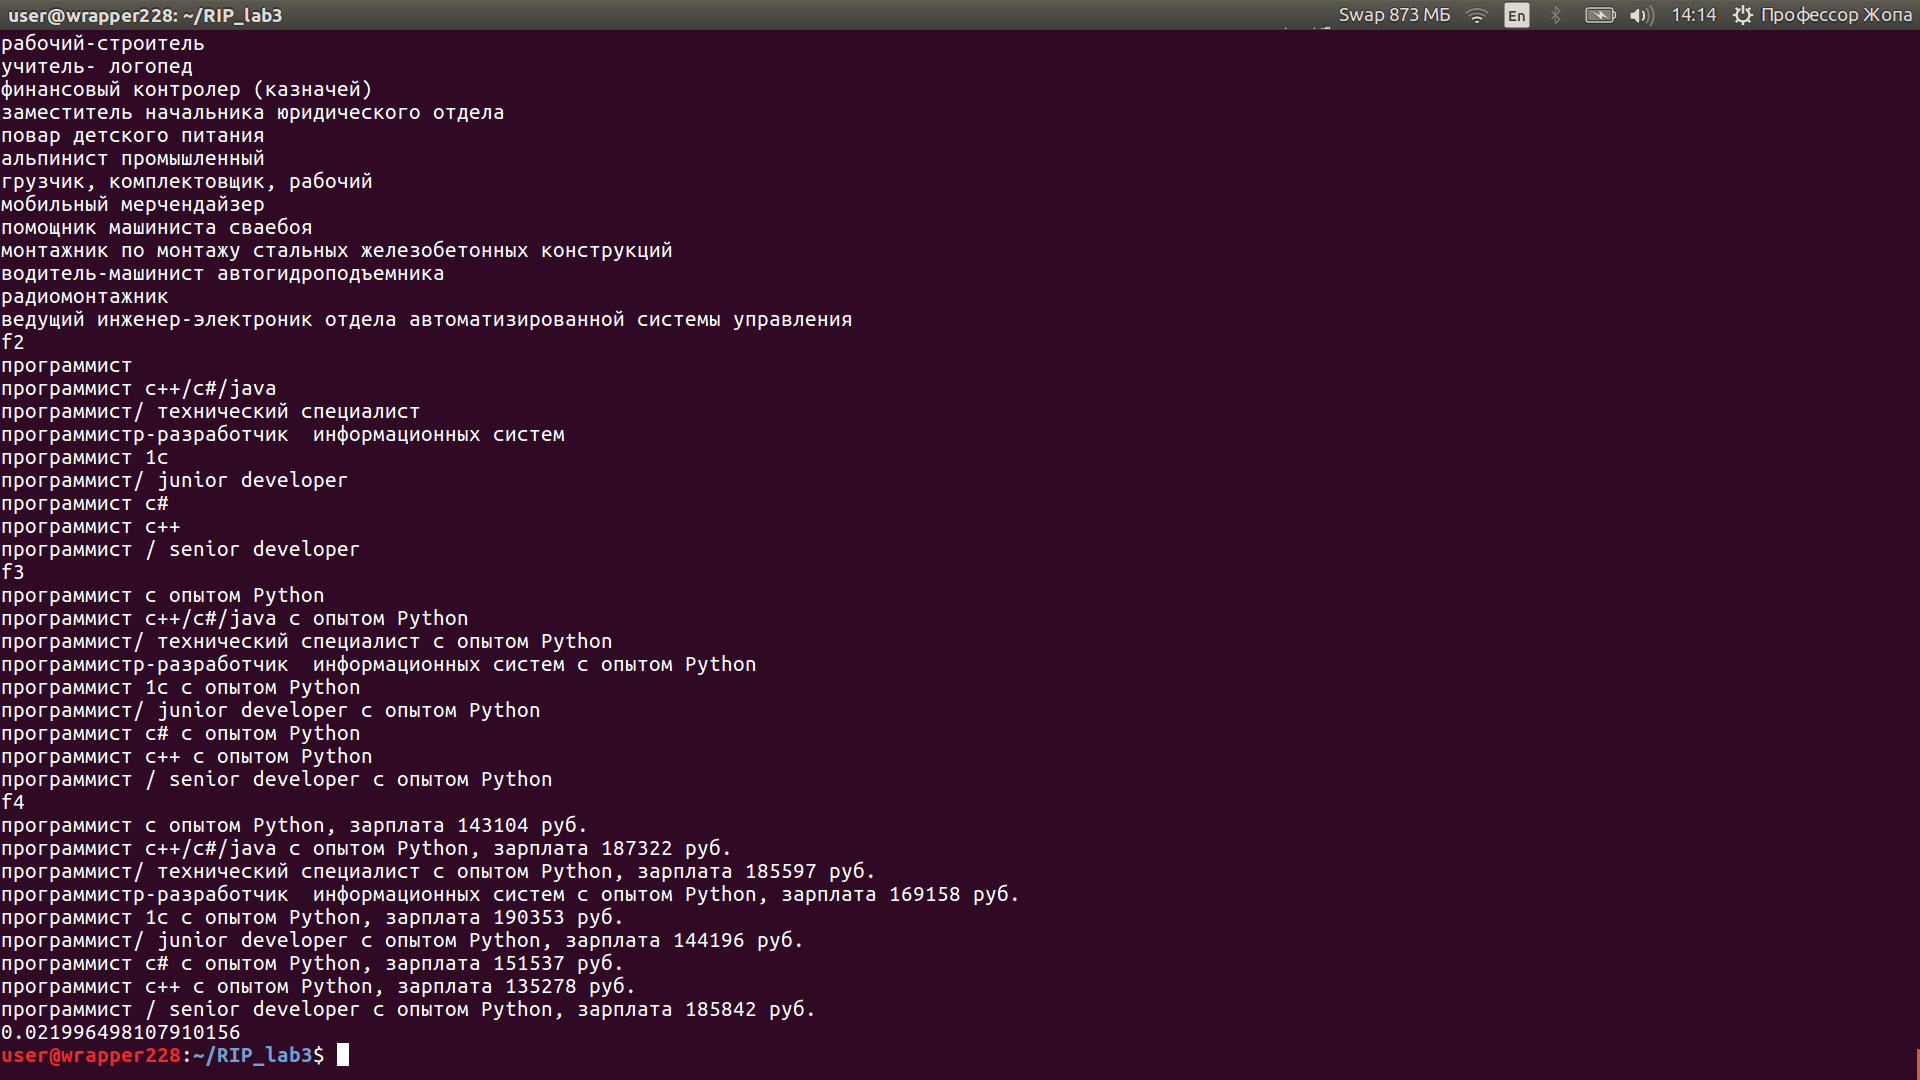 user@wrapper228: ~/RIP_lab3
Swap 873 МБ En 14:14 Профессор Жопа
рабочий-строитель
учитель- логопед
финансовый контролер (казначей)
заместитель начальника юридического отдела
повар детского питания
альпинист промышленный
грузчик, комплектовщик, рабочий
мобильный мерчендайзер
помощник машиниста сваебоя
монтажник по монтажу стальных железобетонных конструкций
водитель-машинист автогидроподъемника
радиомонтажник
ведущий инженер-электроник отдела автоматизированной системы управления
f2
программист
программист c++/c#/java
программист/ технический специалист
программистр-разработчик  информационных систем
программист 1с
программист/ junior developer
программист c#
программист c++
программист / senior developer
f3
программист с опытом Python
программист c++/c#/java с опытом Python
программист/ технический специалист с опытом Python
программистр-разработчик  информационных систем с опытом Python
программист 1с с опытом Python
программист/ junior developer с опытом Python
программист c# с опытом Python
программист c++ с опытом Python
программист / senior developer с опытом Python
f4
программист с опытом Python, зарплата 143104 руб.
программист c++/c#/java с опытом Python, зарплата 187322 руб.
программист/ технический специалист с опытом Python, зарплата 185597 руб.
программистр-разработчик  информационных систем с опытом Python, зарплата 169158 руб.
программист 1с с опытом Python, зарплата 190353 руб.
программист/ junior developer с опытом Python, зарплата 144196 руб.
программист c# с опытом Python, зарплата 151537 руб.
программист c++ с опытом Python, зарплата 135278 руб.
программист / senior developer с опытом Python, зарплата 185842 руб.
0.021996498107910156
user@wrapper228:~/RIP_lab3$